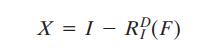 X = I − R_I^D(F)